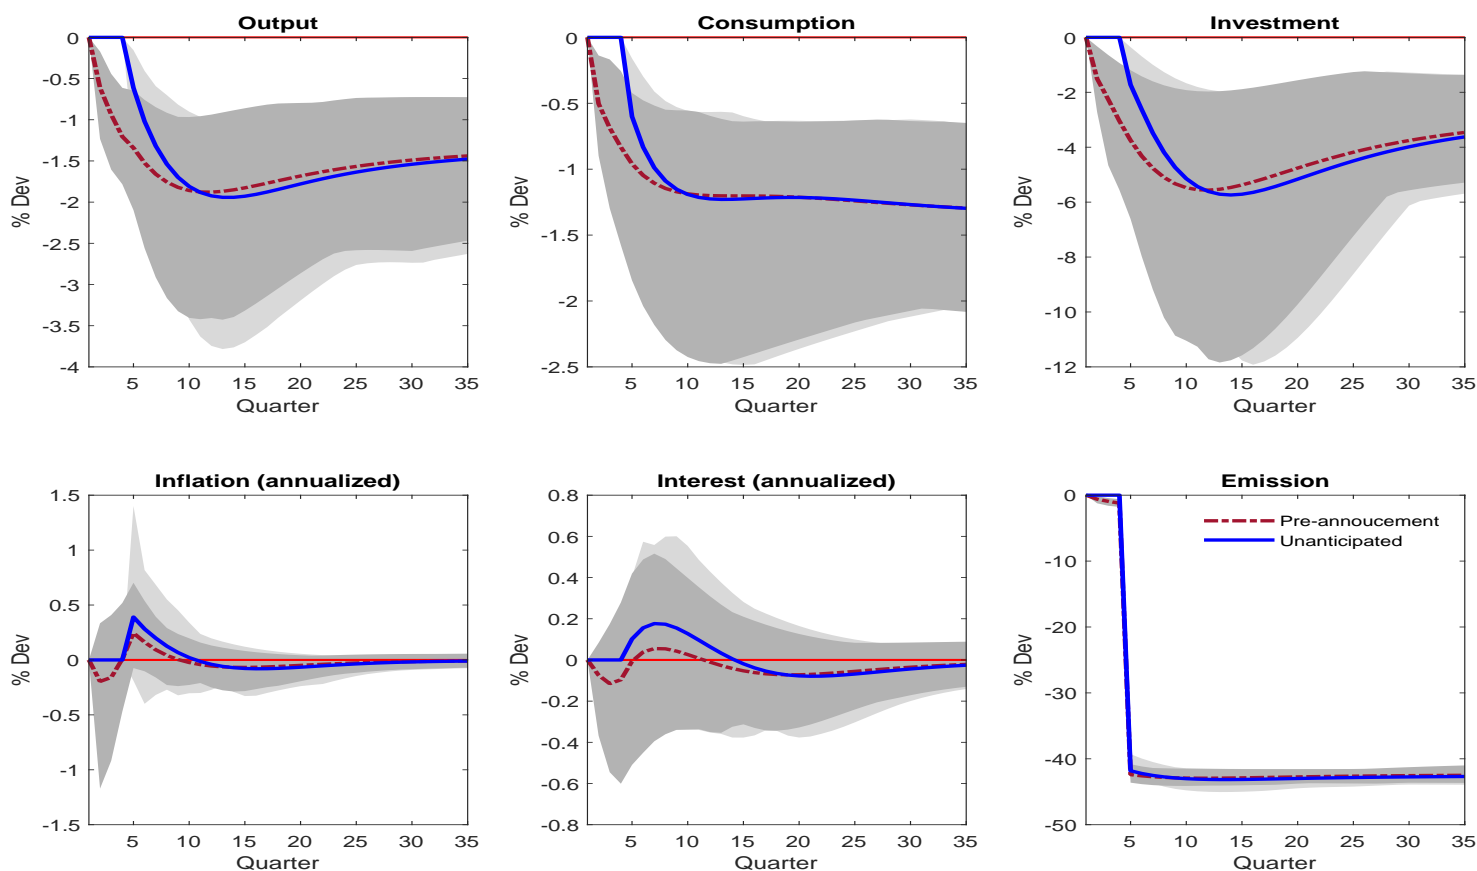 Output
0
-0.5
-1
-1.5
-2
-2.5
-3
-3.5
-4
% Dev
5 10 15 20 25 30 35
Quarter
Consumption
0
-0.5
-1
-1.5
-2
-2.5
% Dev
5 10 15 20 25 30 35
Quarter
Investment
0
-2
-4
-6
-8
-10
-12
% Dev
5 10 15 20 25 30 35
Quarter
Inflation (annualized)
1.5
1
0.5
0
-0.5
-1
-1.5
% Dev
5 10 15 20 25 30 35
Quarter
Interest (annualized)
0.8
0.6
0.4
0.2
0
-0.2
-0.4
-0.6
-0.8
% Dev
5 10 15 20 25 30 35
Quarter
Emission
0
-10
-20
-30
-40
-50
% Dev
Pre-annoucement
Unanticipated
5 10 15 20 25 30 35
Quarter